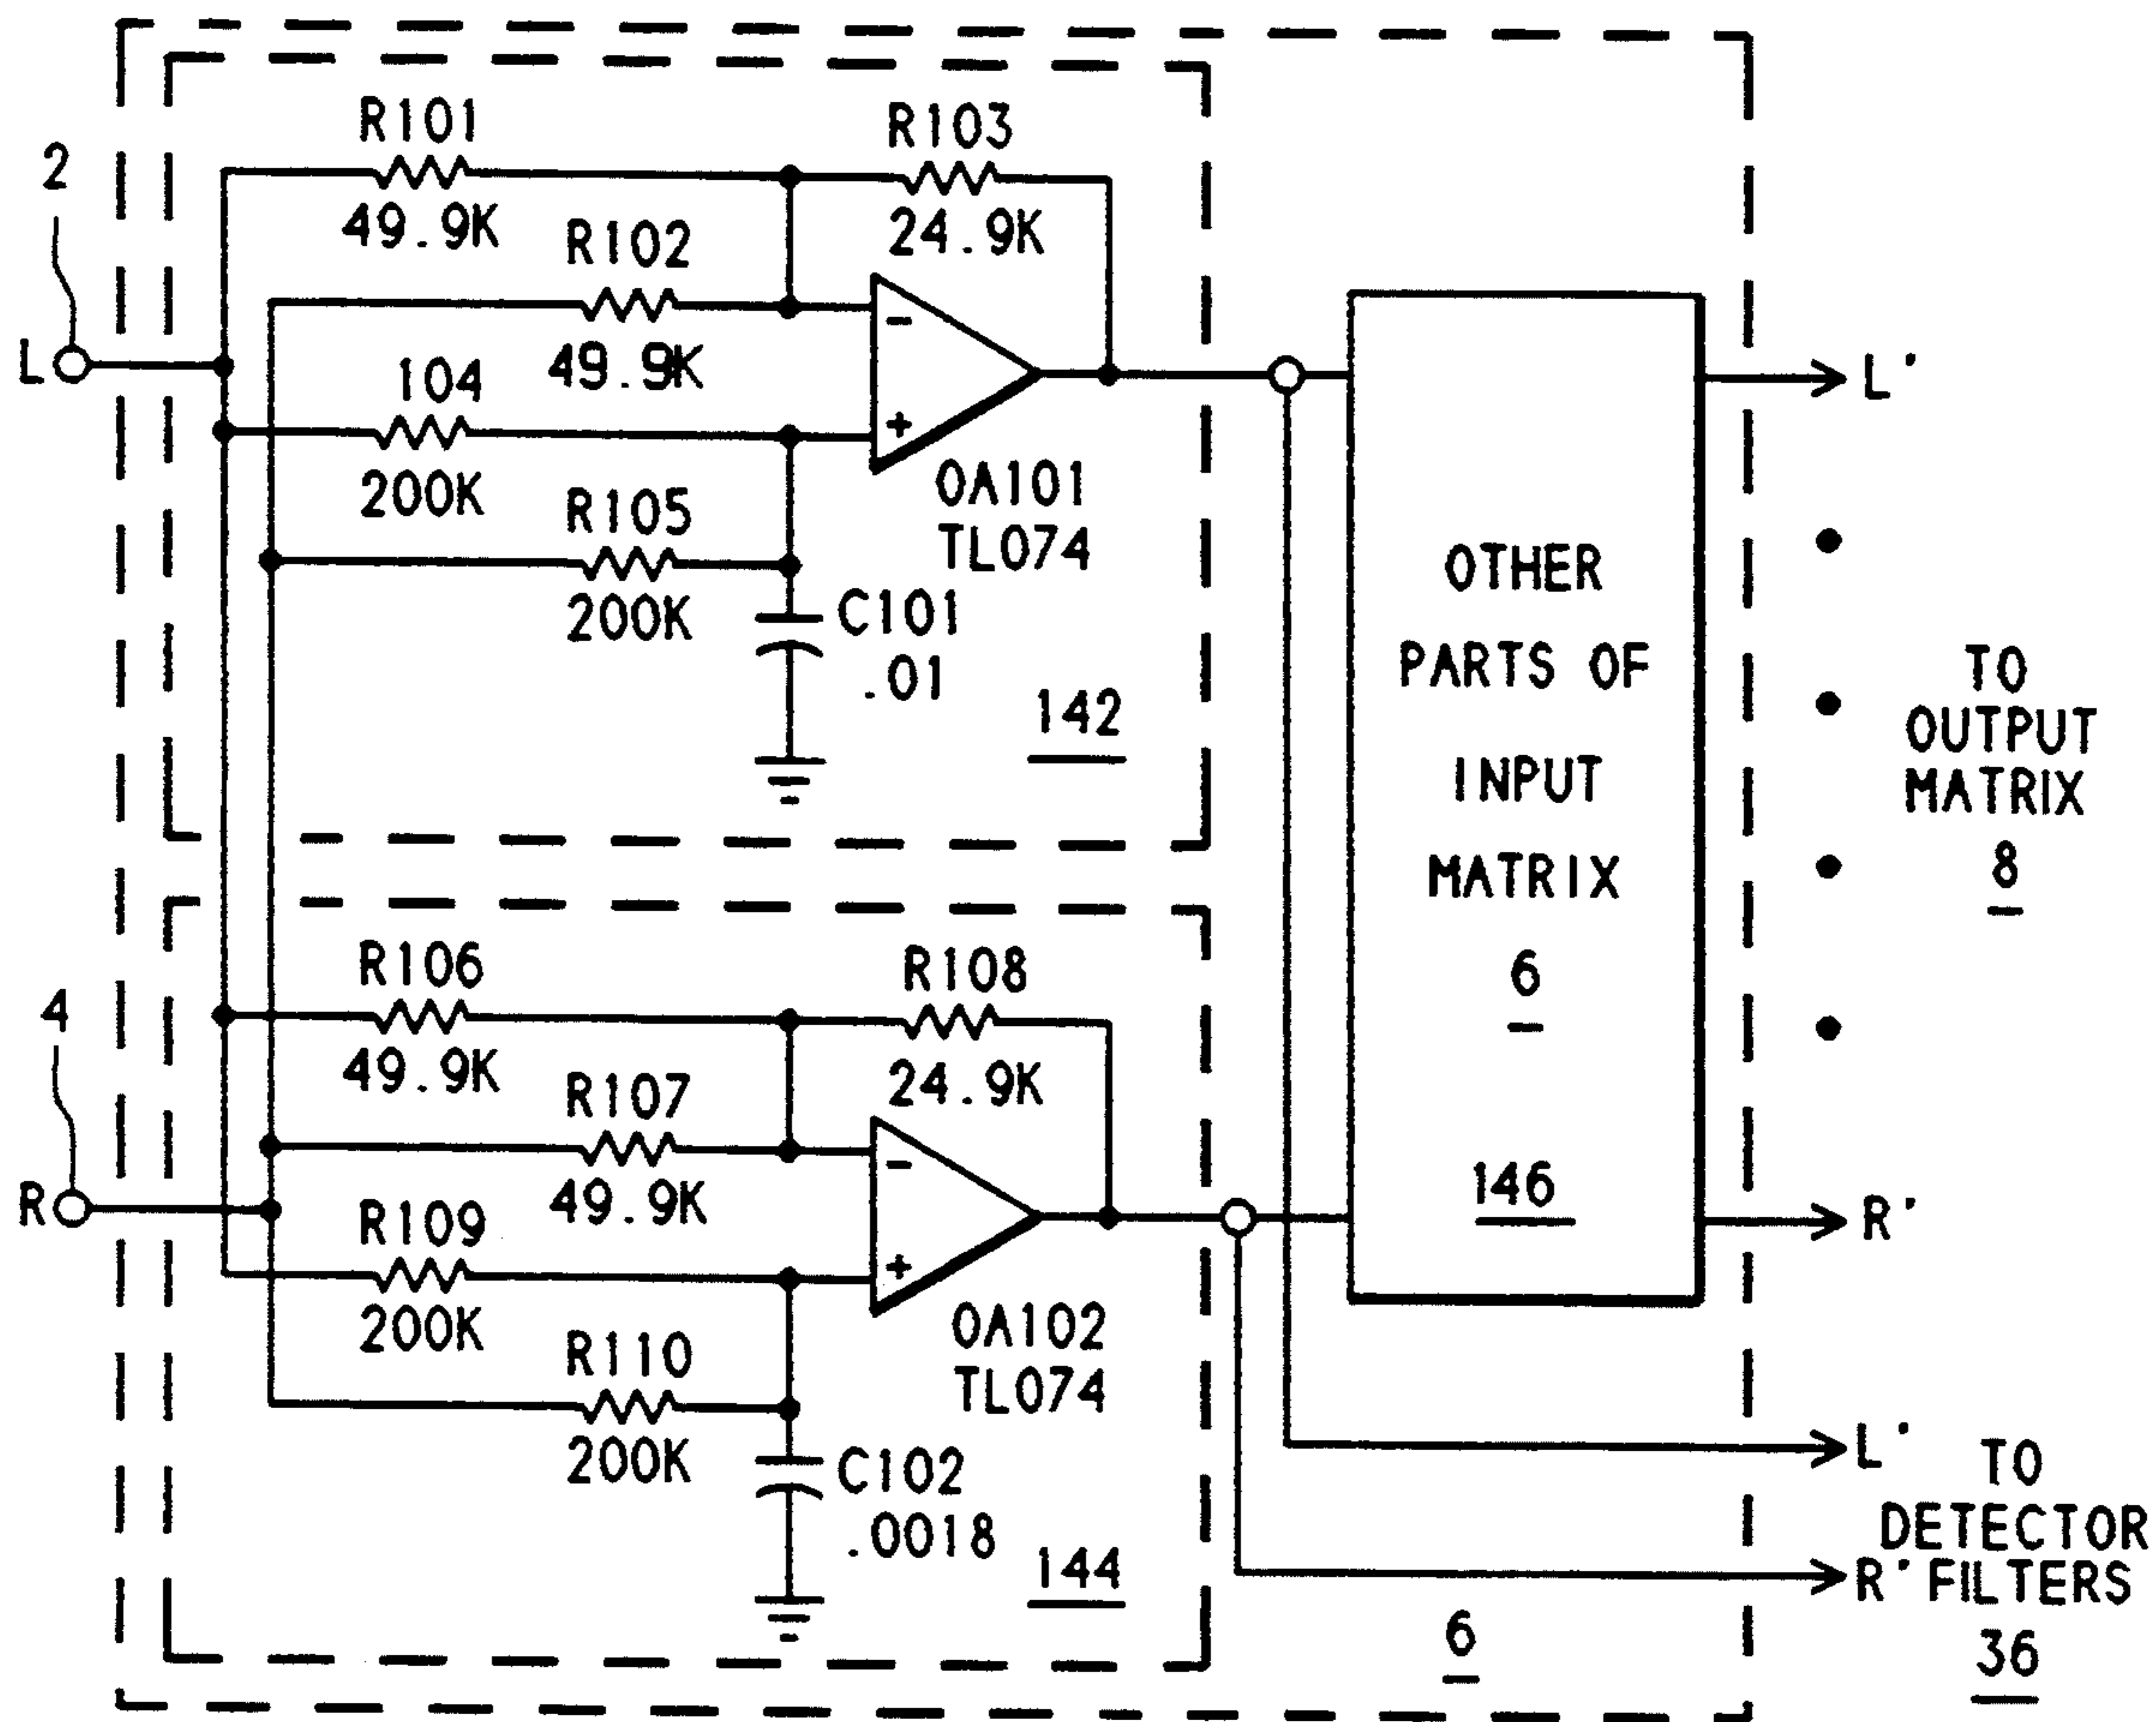 2
R101
49.9K
R103
24.9K
R102
49.9K
L
104
200K
-
+
OA101
TL074
R105
200K
C101
.01
142
OTHER
PARTS OF
INPUT
MATRIX
6
146
L'
TO
OUTPUT
MATRIX
8
R'
4
R106
49.9K
R108
24.9K
R107
49.9K
R
R109
200K
-
+
OA102
TL074
R110
200K
C102
.0018
144
6
L'
R'
TO
DETECTOR
FILTERS
36